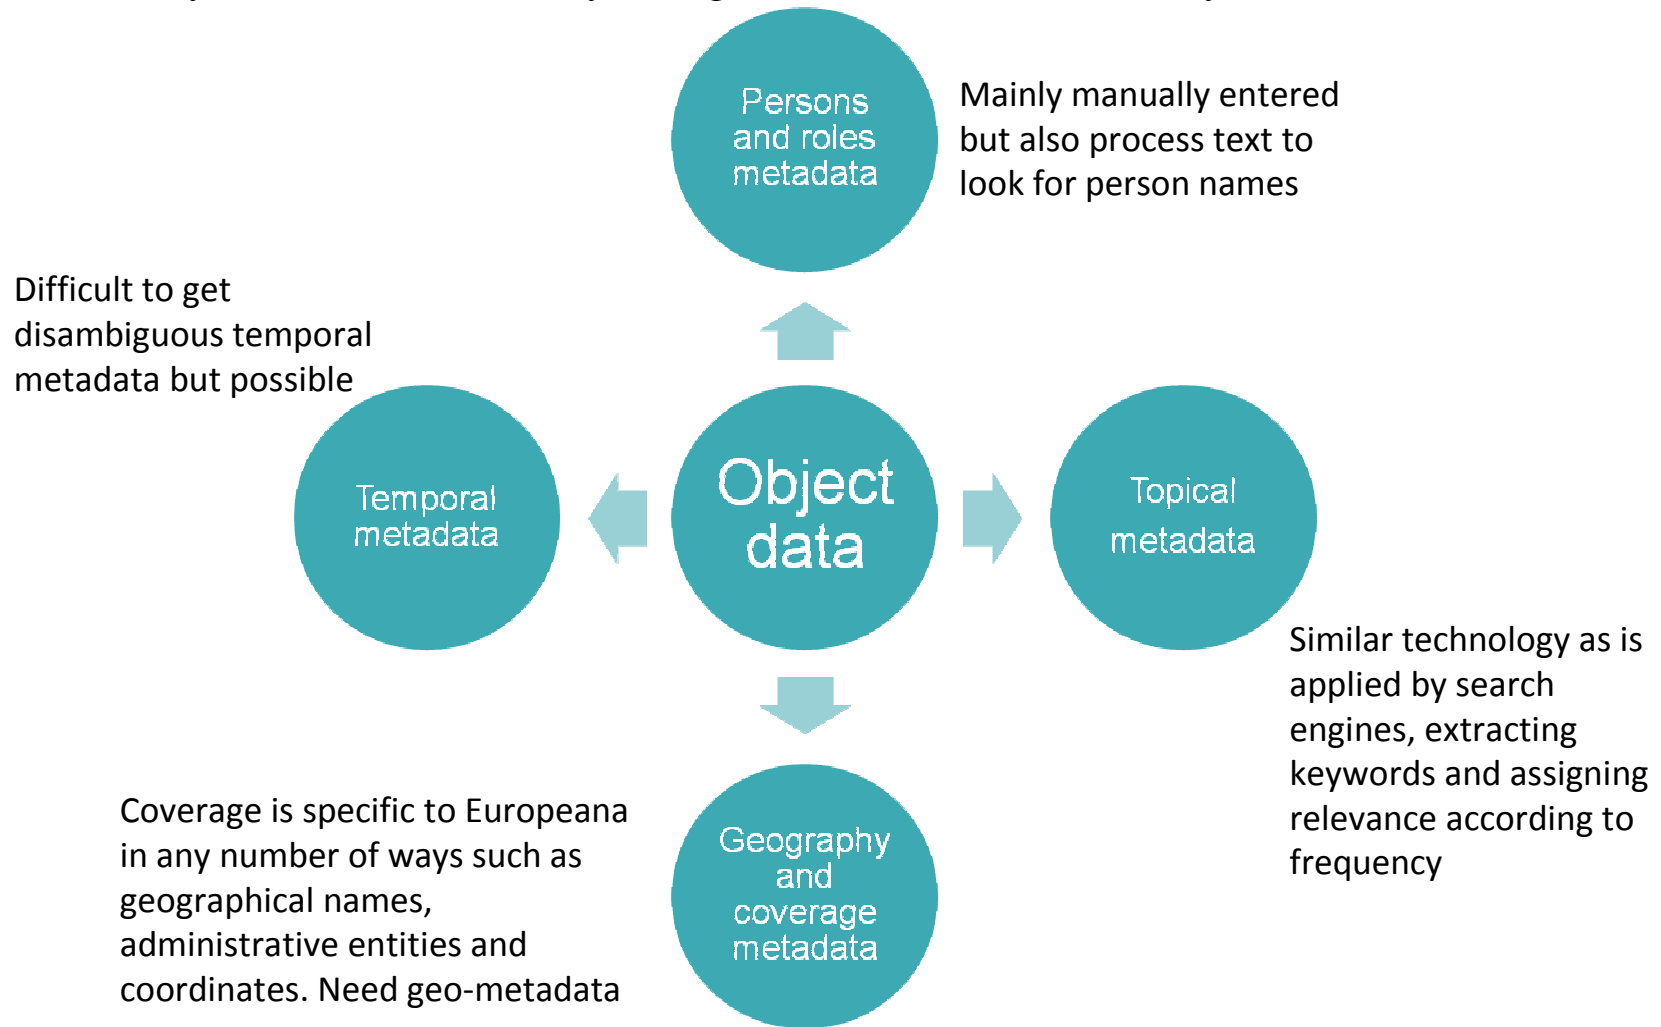 Persons
and roles
metadata
Mainly manually entered
but also process text to
look for person names
Difficult to get
disambiguous temporal
metadata but possible
Temporal
metadata
Object
data
Topical
metadata
Similar technology as is
applied by search
engines, extracting
keywords and assigning
relevance according to
frequency
Coverage is specific to Europeana
in any number of ways such as
geographical names,
administrative entities and
coordinates. Need geo-metadata
Geography
and
coverage
metadata